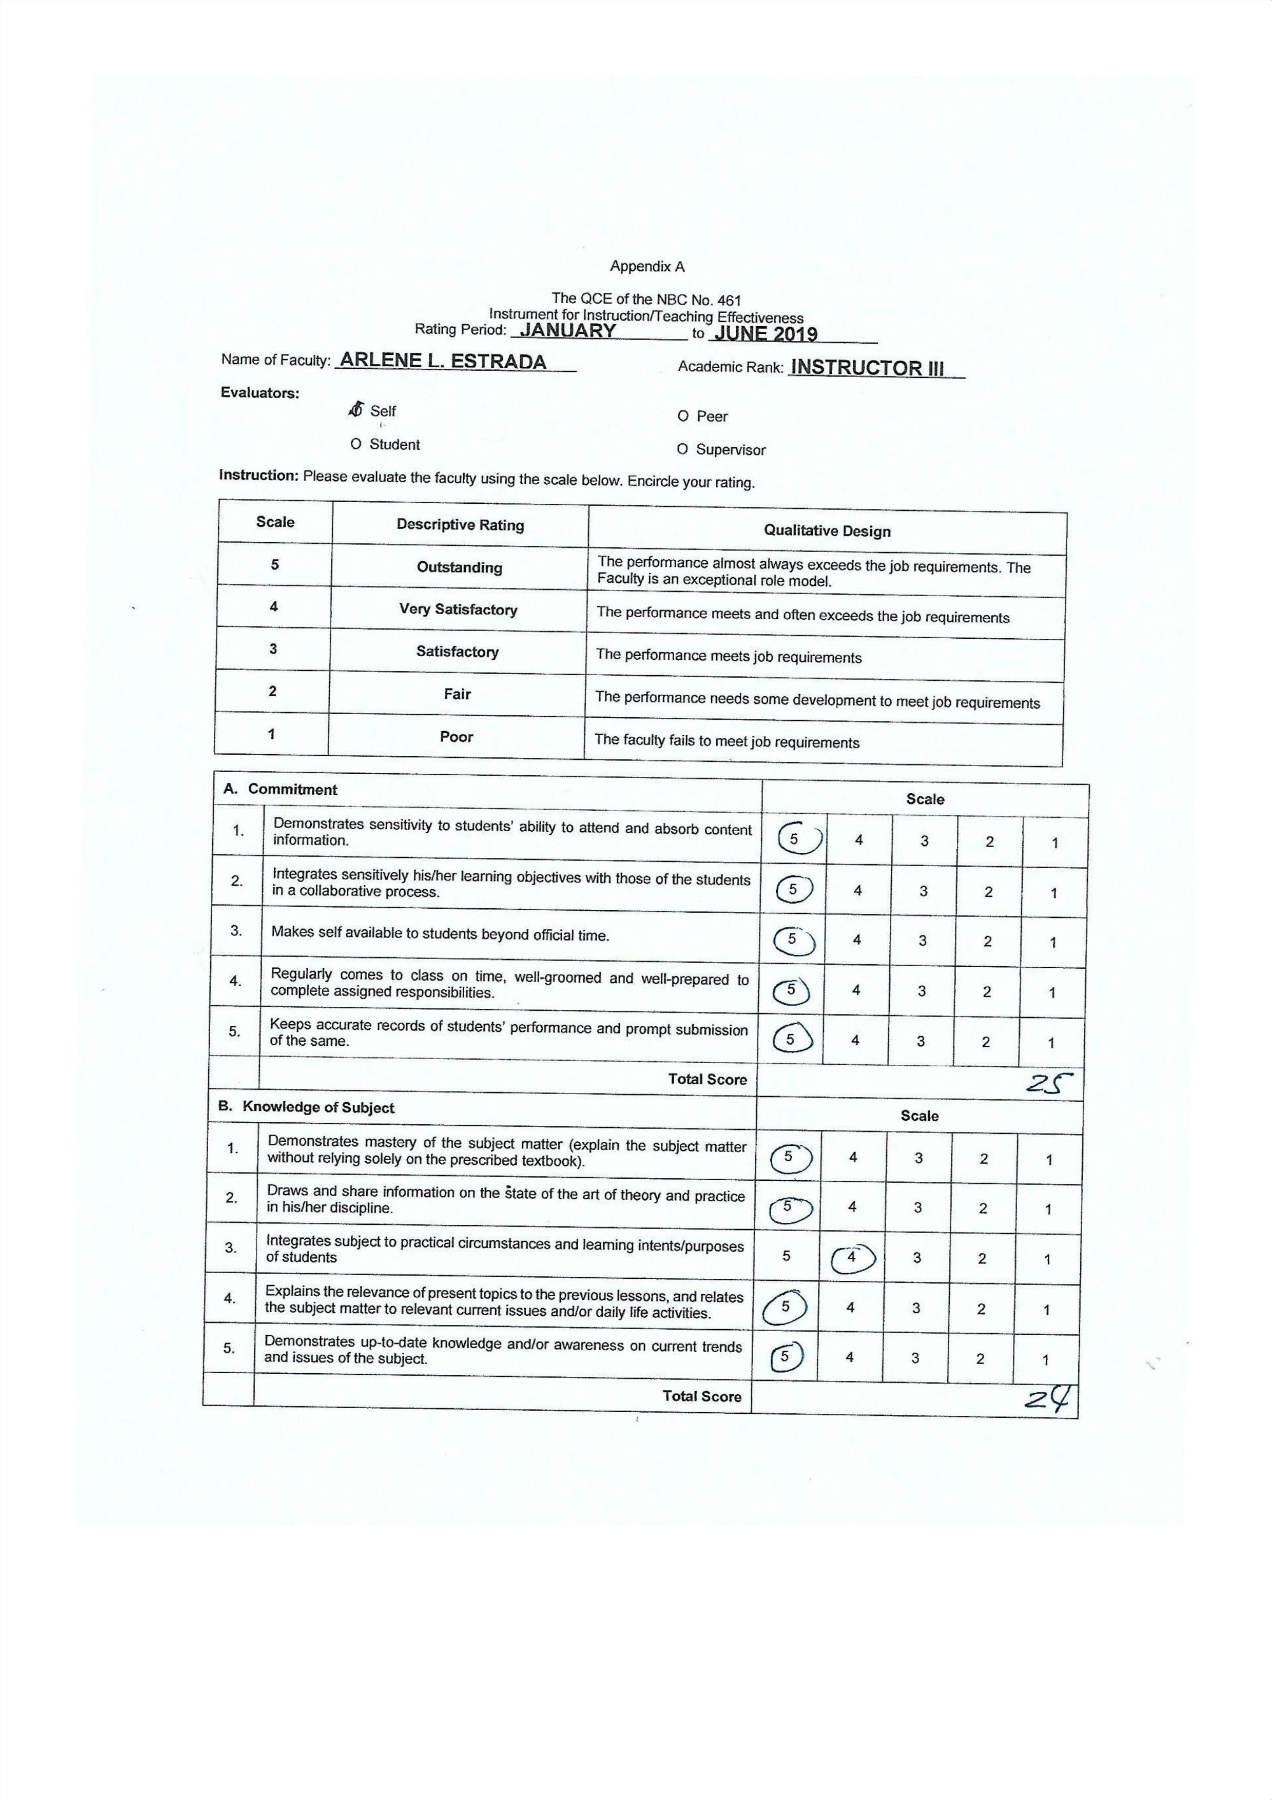 Appendix A
The QCE of the NBC No. 461
Instrument for Instruction/Teaching Effectiveness
Rating Period: JANUARY to JUNE 2019
Name of Faculty: ARLENE L. ESTRADA Academic Rank: INSTRUCTOR III
Evaluators:
Self O Peer
O Student O Supervisor
Instruction: Please evaluate the faculty using the scale below. Encircle your rating.
Scale Descriptive Rating Qualitative Design
5 Outstanding The performance almost always exceeds the job requirements. The
Faculty is an exceptional role model.
4 Very Satisfactory The performance meets and often exceeds the job requirements
3 Satisfactory The performance meets job requirements
2 Fair The performance needs some development to meet job requirements
1 Poor The faculty fails to meet job requirements
A. Commitment Scale
1. Demonstrates sensitivity to students' ability to attend and absorb content
information. 5 4 3 2 1
2. Integrates sensitively his/her learning objectives with those of the students
in a collaborative process. 5 4 3 2 1
3. Makes self available to students beyond official time. 5 4 3 2 1
4. Regularly comes to class on time, well-groomed and well-prepared to
complete assigned responsibilities. 5 4 3 2 1
5. Keeps accurate records of students' performance and prompt submission
of the same. 5 4 3 2 1
Total Score 25
B. Knowledge of Subject Scale
1. Demonstrates mastery of the subject matter (explain the subject matter
without relying solely on the prescribed textbook). 5 4 3 2 1
2. Draws and share information on the state of the art of theory and practice
in his/her discipline. 5 4 3 2 1
3. Integrates subject to practical circumstances and learning intents/purposes
of students 5 4 3 2 1
4. Explains the relevance of present topics to the previous lessons, and relates
the subject matter to relevant current issues and/or daily life activities. 5 4 3 2 1
5. Demonstrates up-to-date knowledge and/or awareness on current trends
and issues of the subject. 5 4 3 2 1
Total Score 24